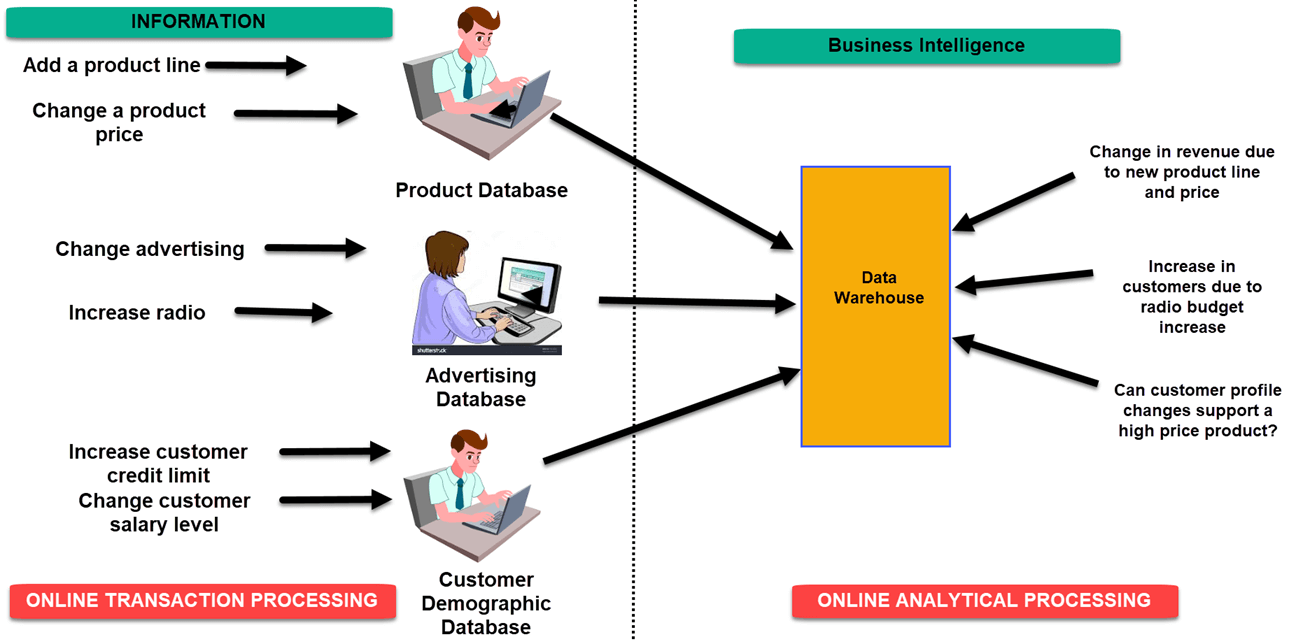 INFORMATION
Add a product line
Change a product
price
Product Database
Change advertising
Increase radio
shutterstock
Advertising
Database
Increase customer
credit limit
Change customer
salary level
Customer
Demographic
Database
ONLINE TRANSACTION PROCESSING
Business Intelligence
Data
Warehouse
Change in revenue due
to new product line
and price
Increase in
customers due to
radio budget
increase
Can customer profile
changes support a
high price product?
ONLINE ANALYTICAL PROCESSING